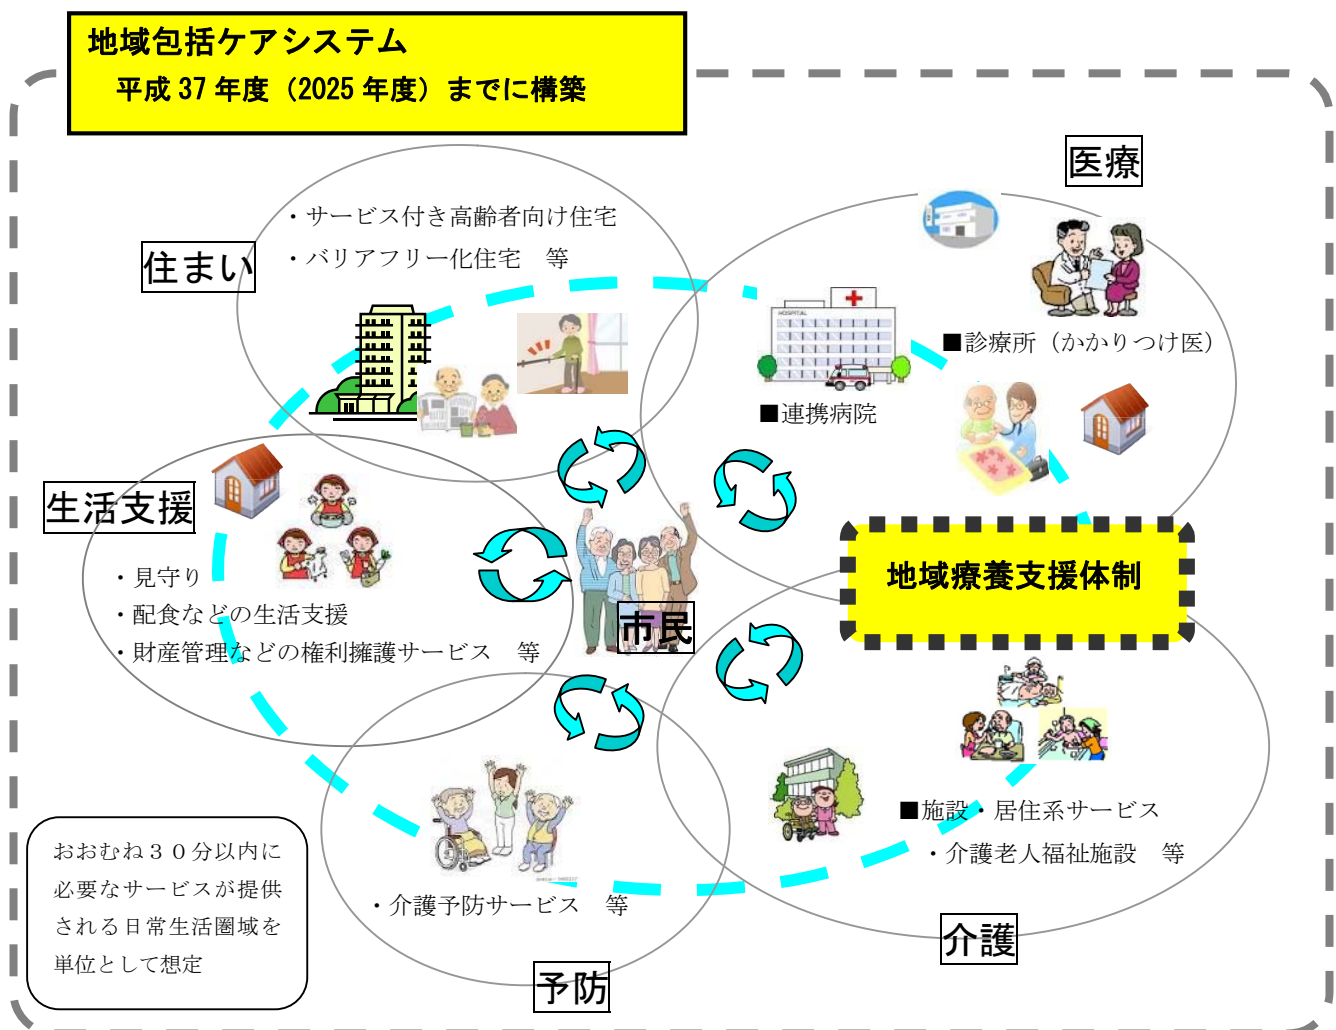 地域包括ケアシステム
平成 37 年度（2025 年度）までに構築
医療
住まい
・サービス付き高齢者向け住宅
・バリアフリー化住宅　等
HOSPITAL
■診療所（かかりつけ医）
■連携病院
生活支援
・見守り
・配食などの生活支援
・財産管理などの権利擁護サービス　等
市民
地域療養支援体制
■施設・居住系サービス
・介護老人福祉施設　等
介護
・介護予防サービス　等
予防
おおむね３０分以内に
必要なサービスが提供
される日常生活圏域を
単位として想定